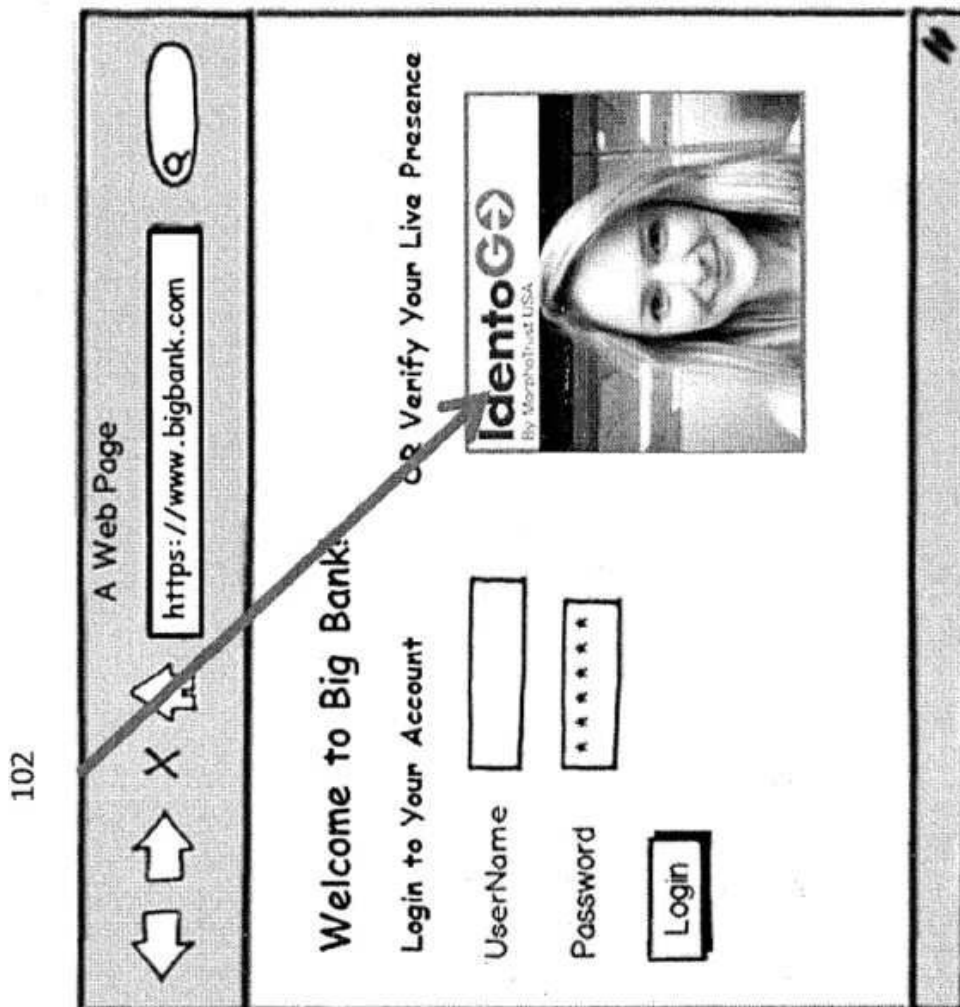 102
A Web Page
https://www.bigbank.com
Welcome to Big Bank!
Login to Your Account
UserName
Password
*******
Login
OR Verify Your Live Presence
IdentoGO
By MorphoTrust USA